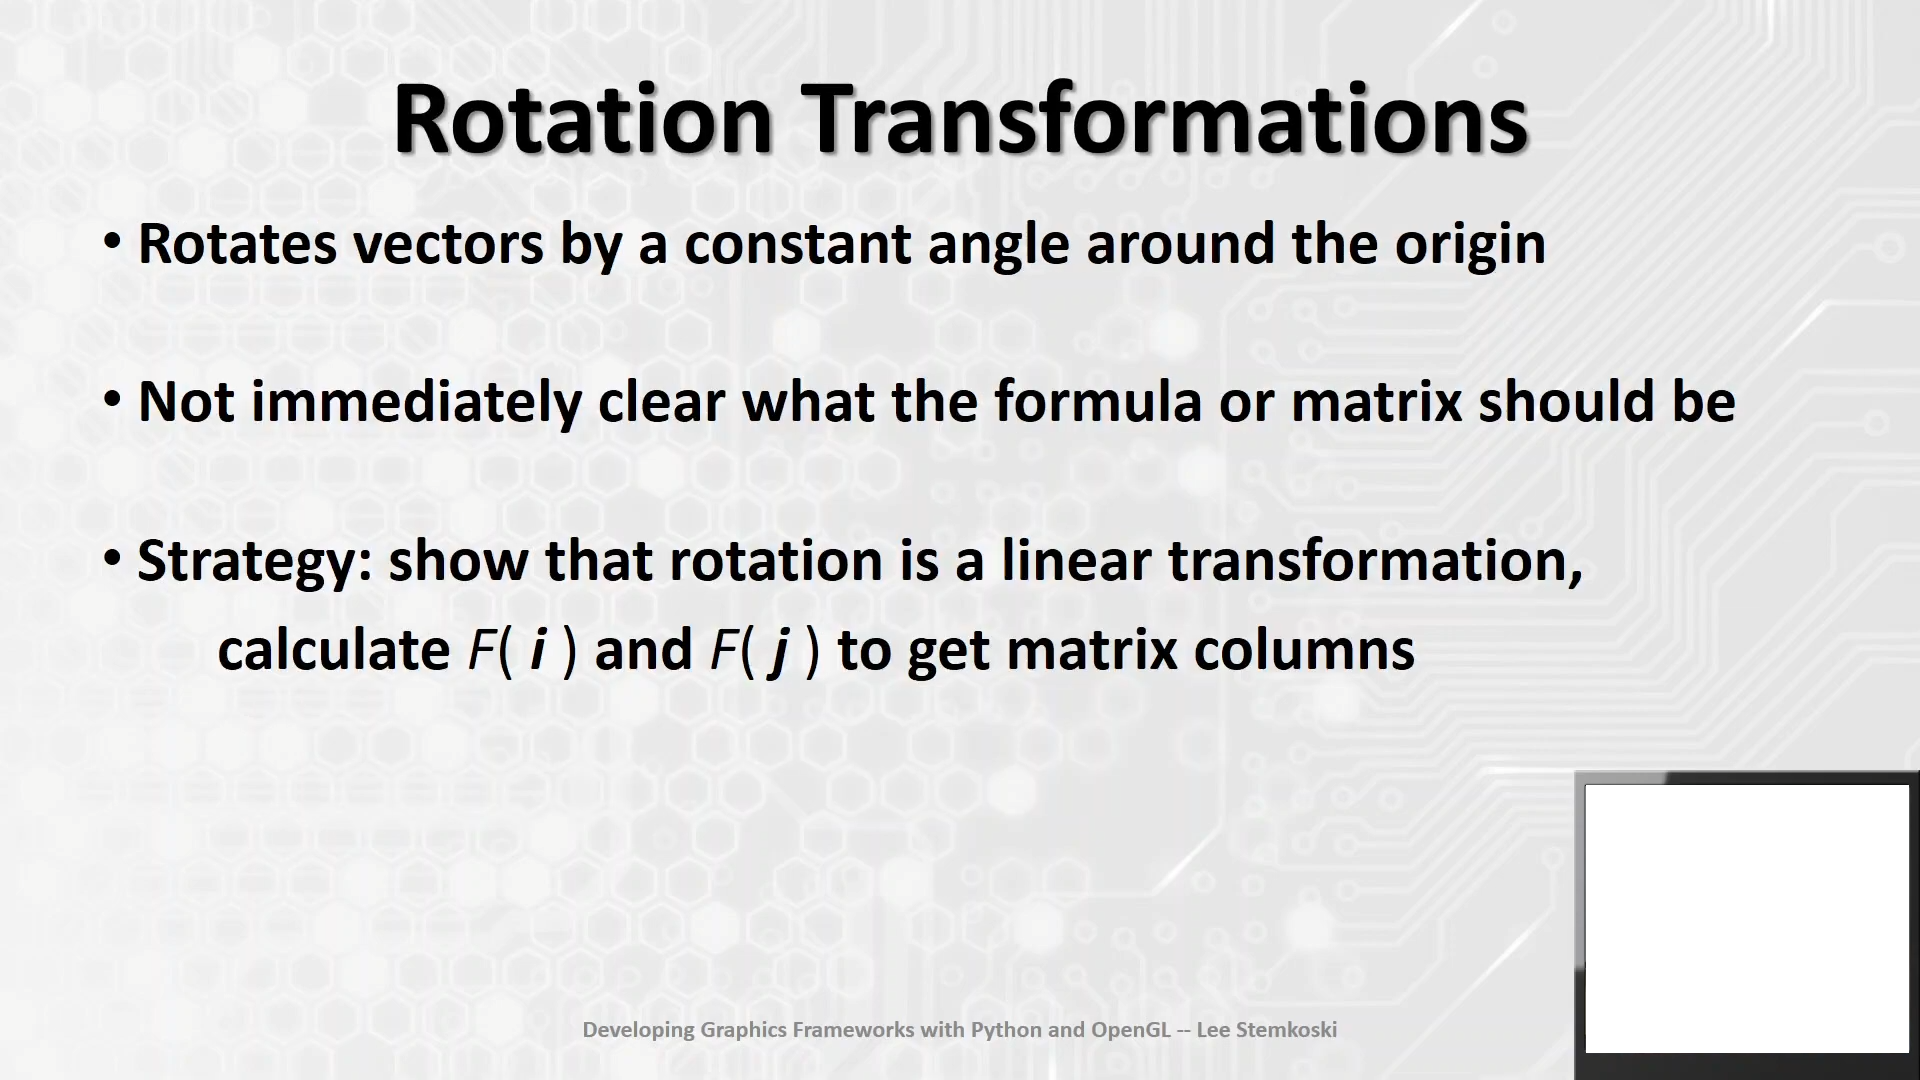 Rotation Transformations
• Rotates vectors by a constant angle around the origin
• Not immediately clear what the formula or matrix should be
• Strategy: show that rotation is a linear transformation,
calculate F( i ) and F( j ) to get matrix columns
Developing Graphics Frameworks with Python and OpenGL -- Lee Stemkoski